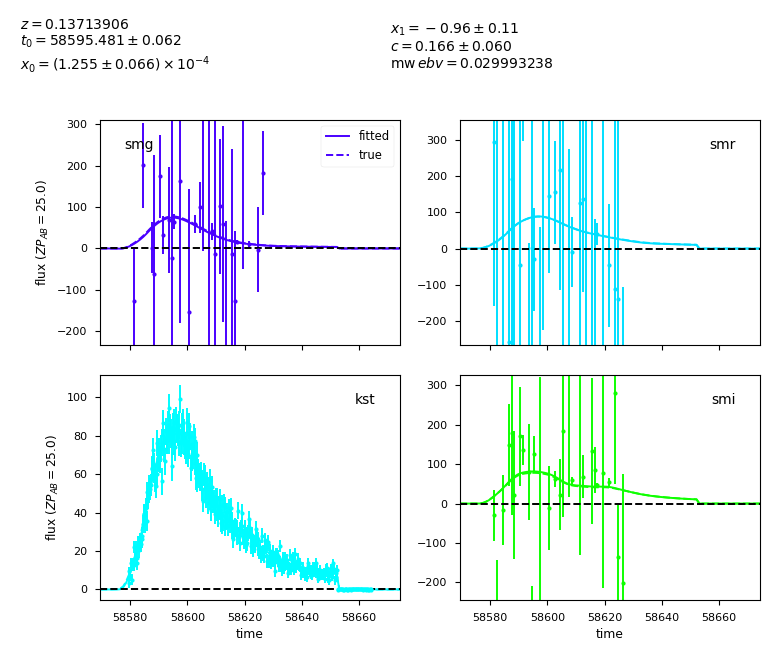 z = 0.13713906
t₀ = 58595.481 ± 0.062
x₀ = (1.255 ± 0.066) × 10⁻⁴
x₁ = −0.96 ± 0.11
c = 0.166 ± 0.060
mw ebv = 0.029993238
smg
fitted
true
300
200
100
0
−100
−200
flux (ZP_AB = 25.0)
smr
300
200
100
0
−100
−200
kst
100
80
60
40
20
0
flux (ZP_AB = 25.0)
58580 58600 58620 58640 58660
time
smi
300
200
100
0
−100
−200
58580 58600 58620 58640 58660
time